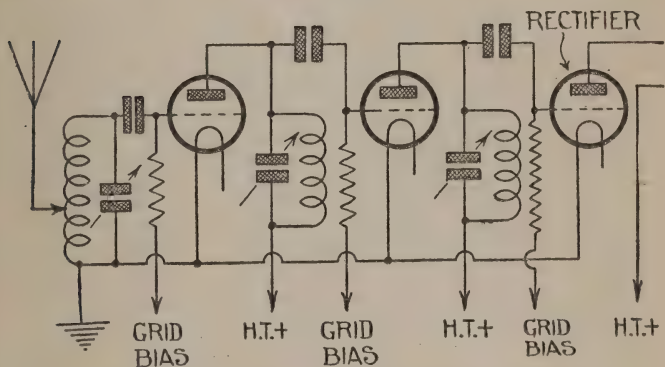 RECTIFIER
GRID
BIAS
H.T.+
GRID
BIAS
H.T.+
GRID
BIAS
H.T.+